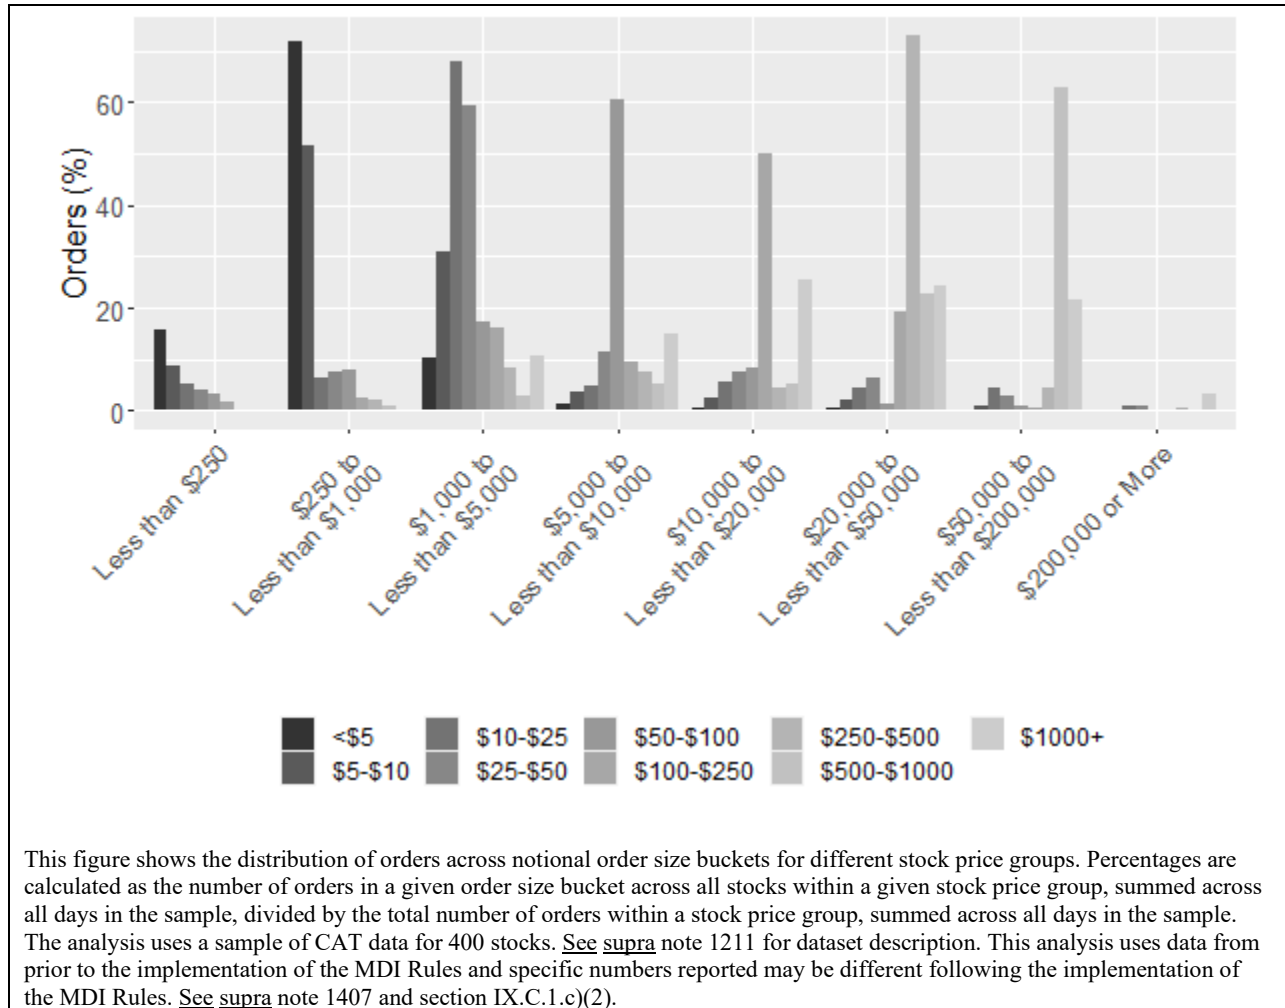 Orders (%)
60
40
20
0
Less than $250
$250 to
Less than $1,000
$1,000 to
Less than $5,000
$5,000 to
Less than $10,000
$10,000 to
Less than $20,000
$20,000 to
Less than $50,000
$50,000 to
Less than $200,000
$200,000 or More
<$5 $10-$25 $50-$100 $250-$500 $1000+
$5-$10 $25-$50 $100-$250 $500-$1000
This figure shows the distribution of orders across notional order size buckets for different stock price groups. Percentages are
calculated as the number of orders in a given order size bucket across all stocks within a given stock price group, summed across
all days in the sample, divided by the total number of orders within a stock price group, summed across all days in the sample.
The analysis uses a sample of CAT data for 400 stocks. See supra note 1211 for dataset description. This analysis uses data from
prior to the implementation of the MDI Rules and specific numbers reported may be different following the implementation of
the MDI Rules. See supra note 1407 and section IX.C.1.c)(2).